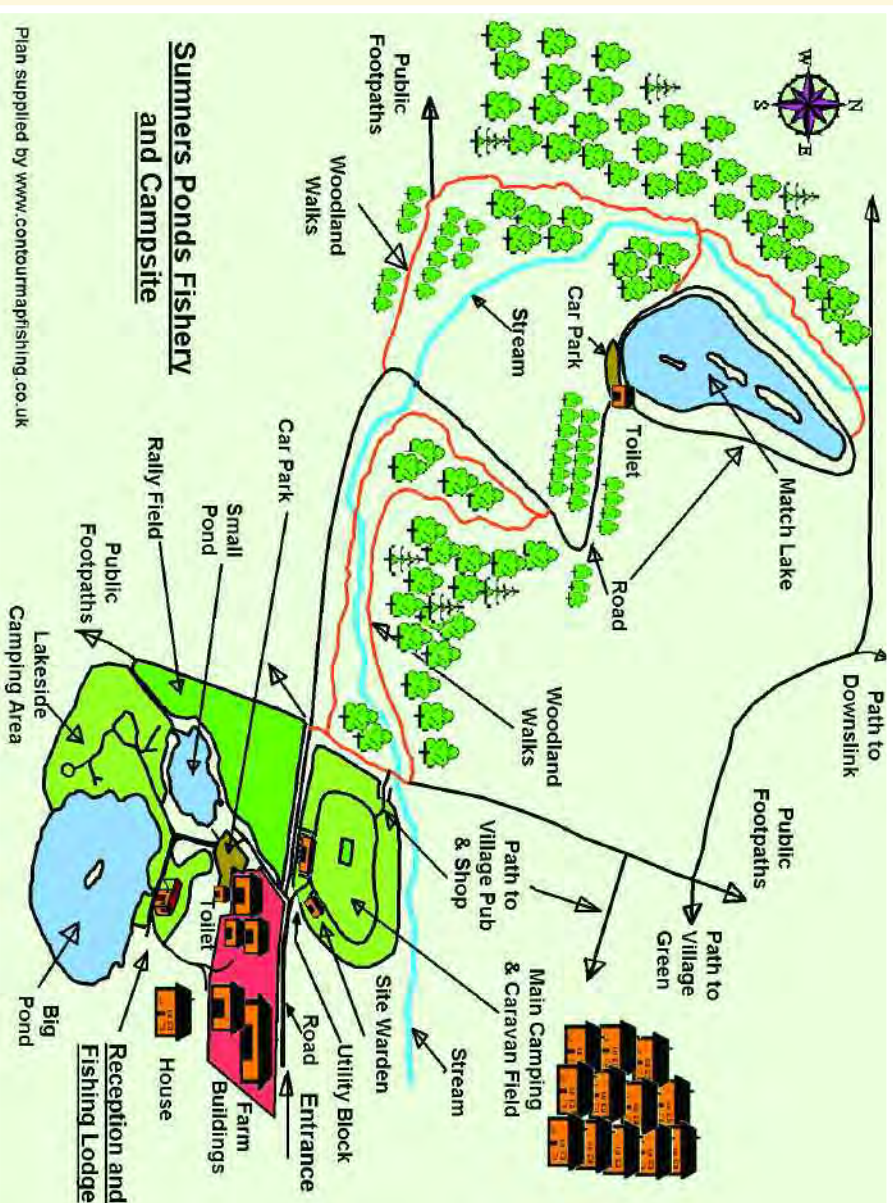 N
W
E
S
Path to
Downslink
Public
Footpaths
Path to
Village
Green
Match Lake
Road
Toilet
Car Park
Stream
Woodland
Walks
Public
Footpaths
Woodland
Walks
Path to
Village Pub
& Shop
Main Camping
& Caravan Field
Stream
Site Warden
Utility Block
Road
Entrance
Farm
Buildings
House
Reception and
Fishing Lodge
Toilet
Big
Pond
Car Park
Small
Pond
Rally Field
Public
Footpaths
Lakeside
Camping Area
Sumners Ponds Fishery
and Campsite
Plan supplied by www.contourmapfishing.co.uk